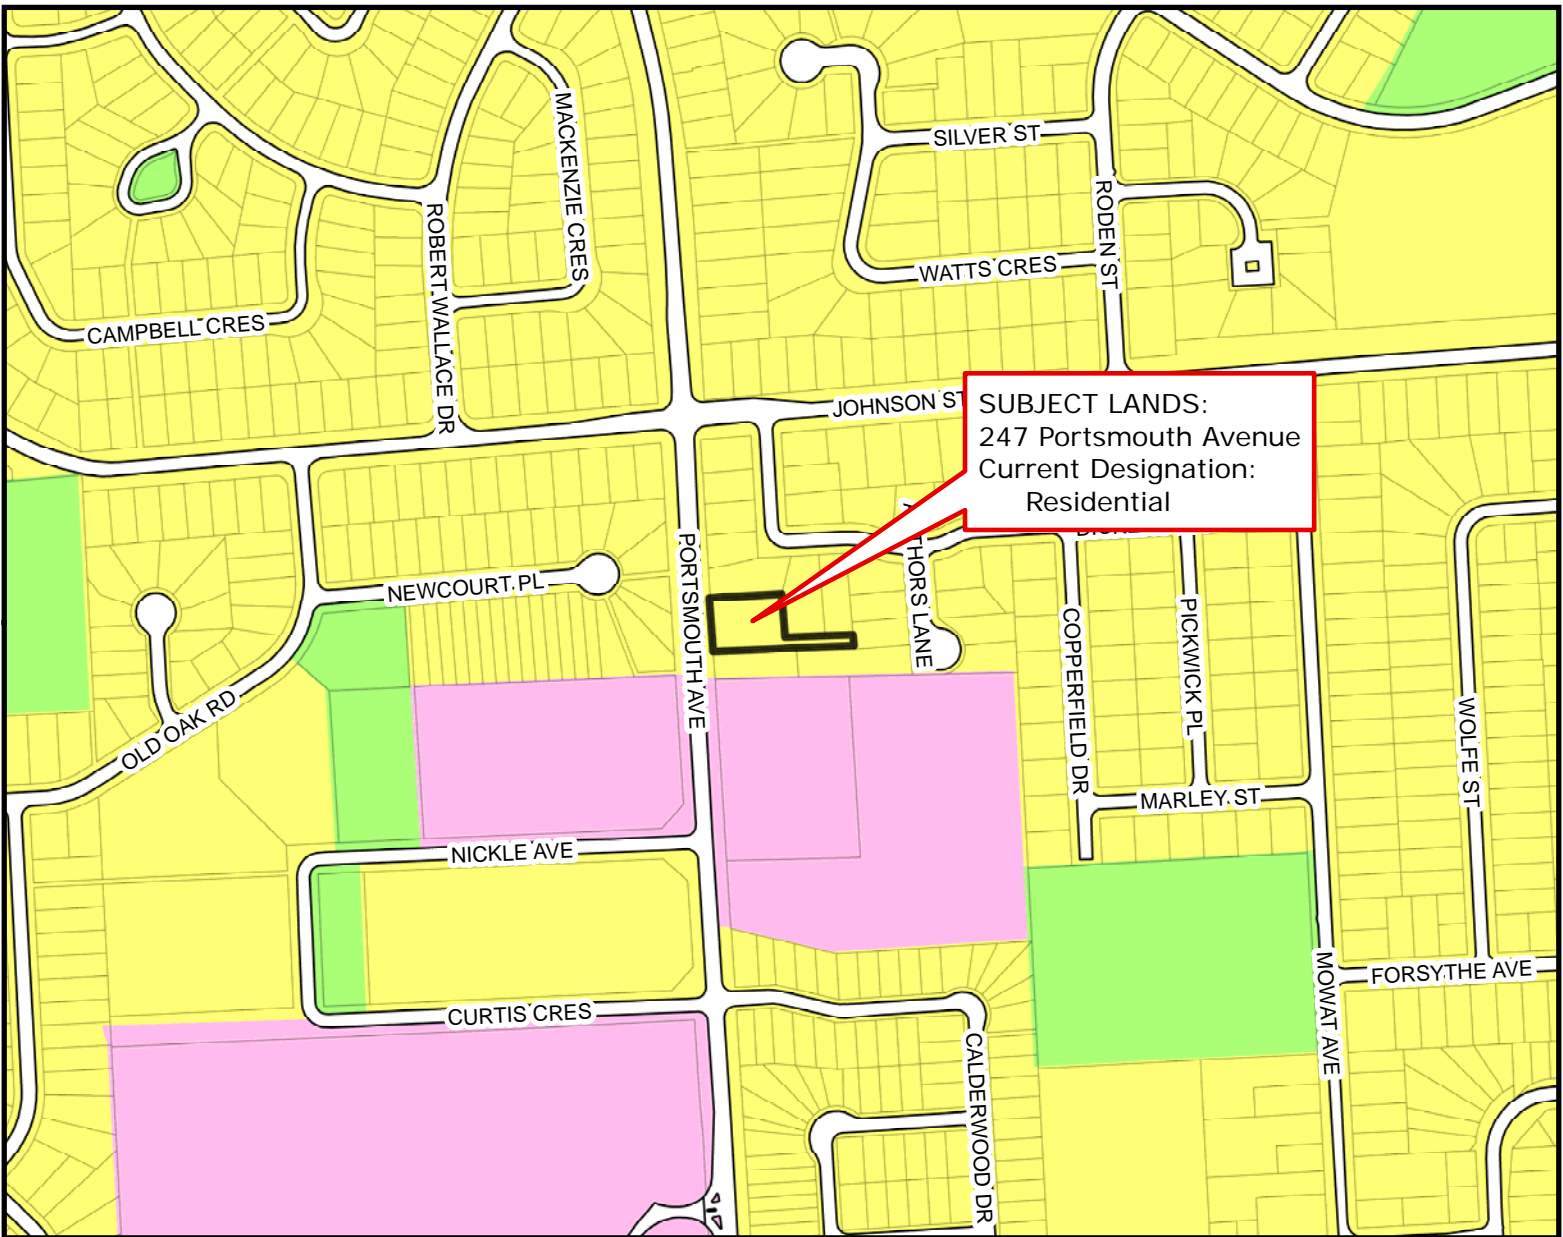 MACKENZIE CRES
SILVER ST
RODEN ST
ROBERT WALLACE DR
WATTS CRES
CAMPBELL CRES
JOHNSON ST
SUBJECT LANDS:
247 Portsmouth Avenue
Current Designation:
Residential
PORTSMOUTH AVE
NEWCOURT PL
THORS LANE
COPPERFIELD DR
PICKWICK PL
OLD OAK RD
WOLFE ST
MARLEY ST
NICKLE AVE
MOWAT AVE
FORSYTHE AVE
CURTIS CRES
CALDERWOOD DR